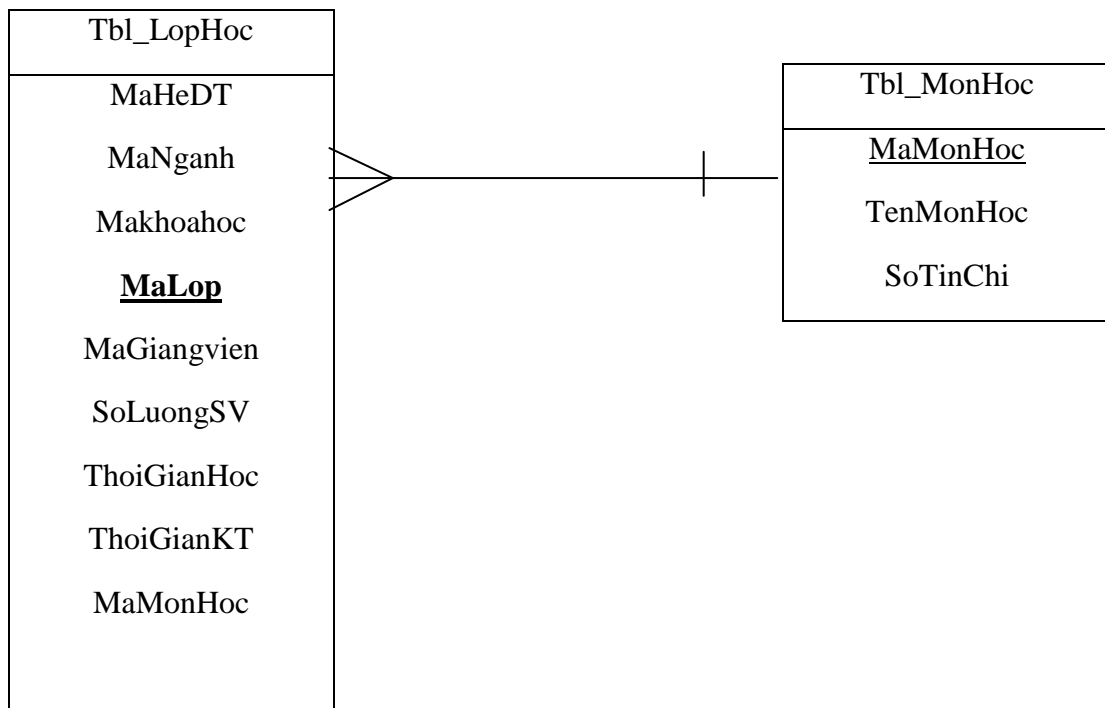 Tbl_LopHoc
MaHeDT
MaNganh
Makhoahoc
MaLop
MaGiangvien
SoLuongSV
ThoiGianHoc
ThoiGianKT
MaMonHoc
Tbl_MonHoc
MaMonHoc
TenMonHoc
SoTinChi